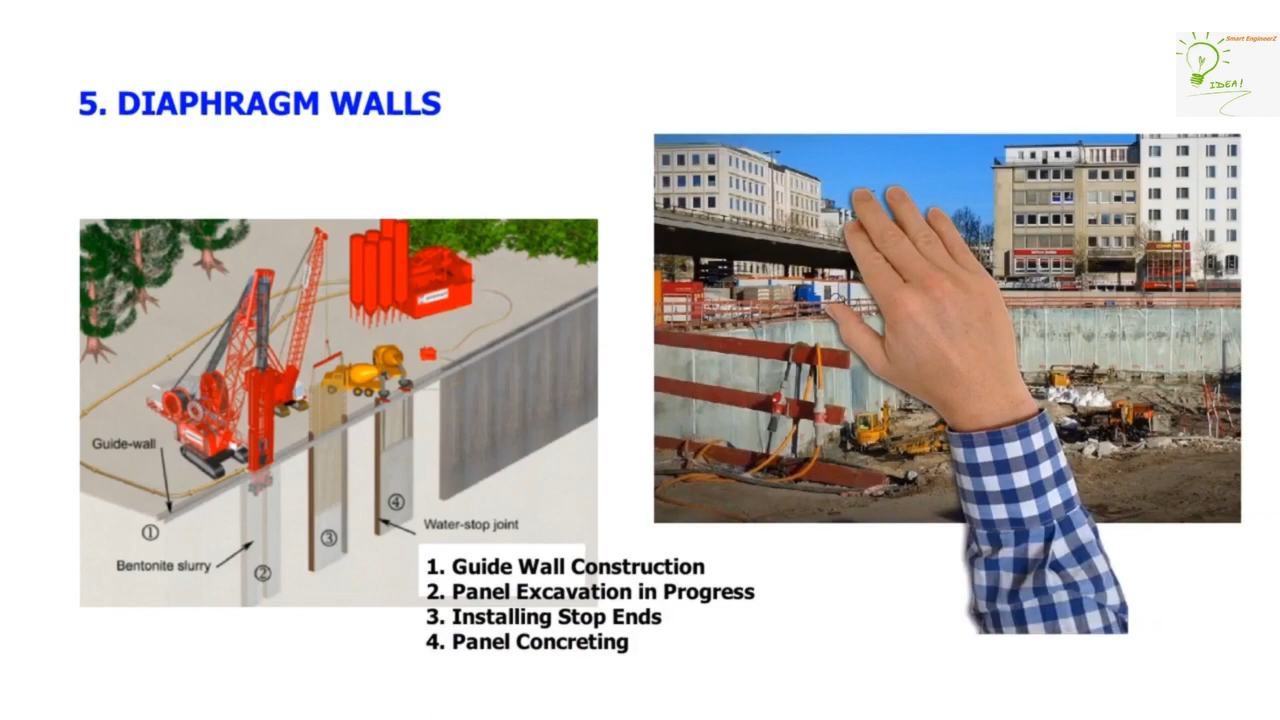 Smart EngineerZ
IDEA!
5. DIAPHRAGM WALLS
Guide-wall
1
Bentonite slurry
2
3
4
Water-stop joint
1. Guide Wall Construction
2. Panel Excavation in Progress
3. Installing Stop Ends
4. Panel Concreting